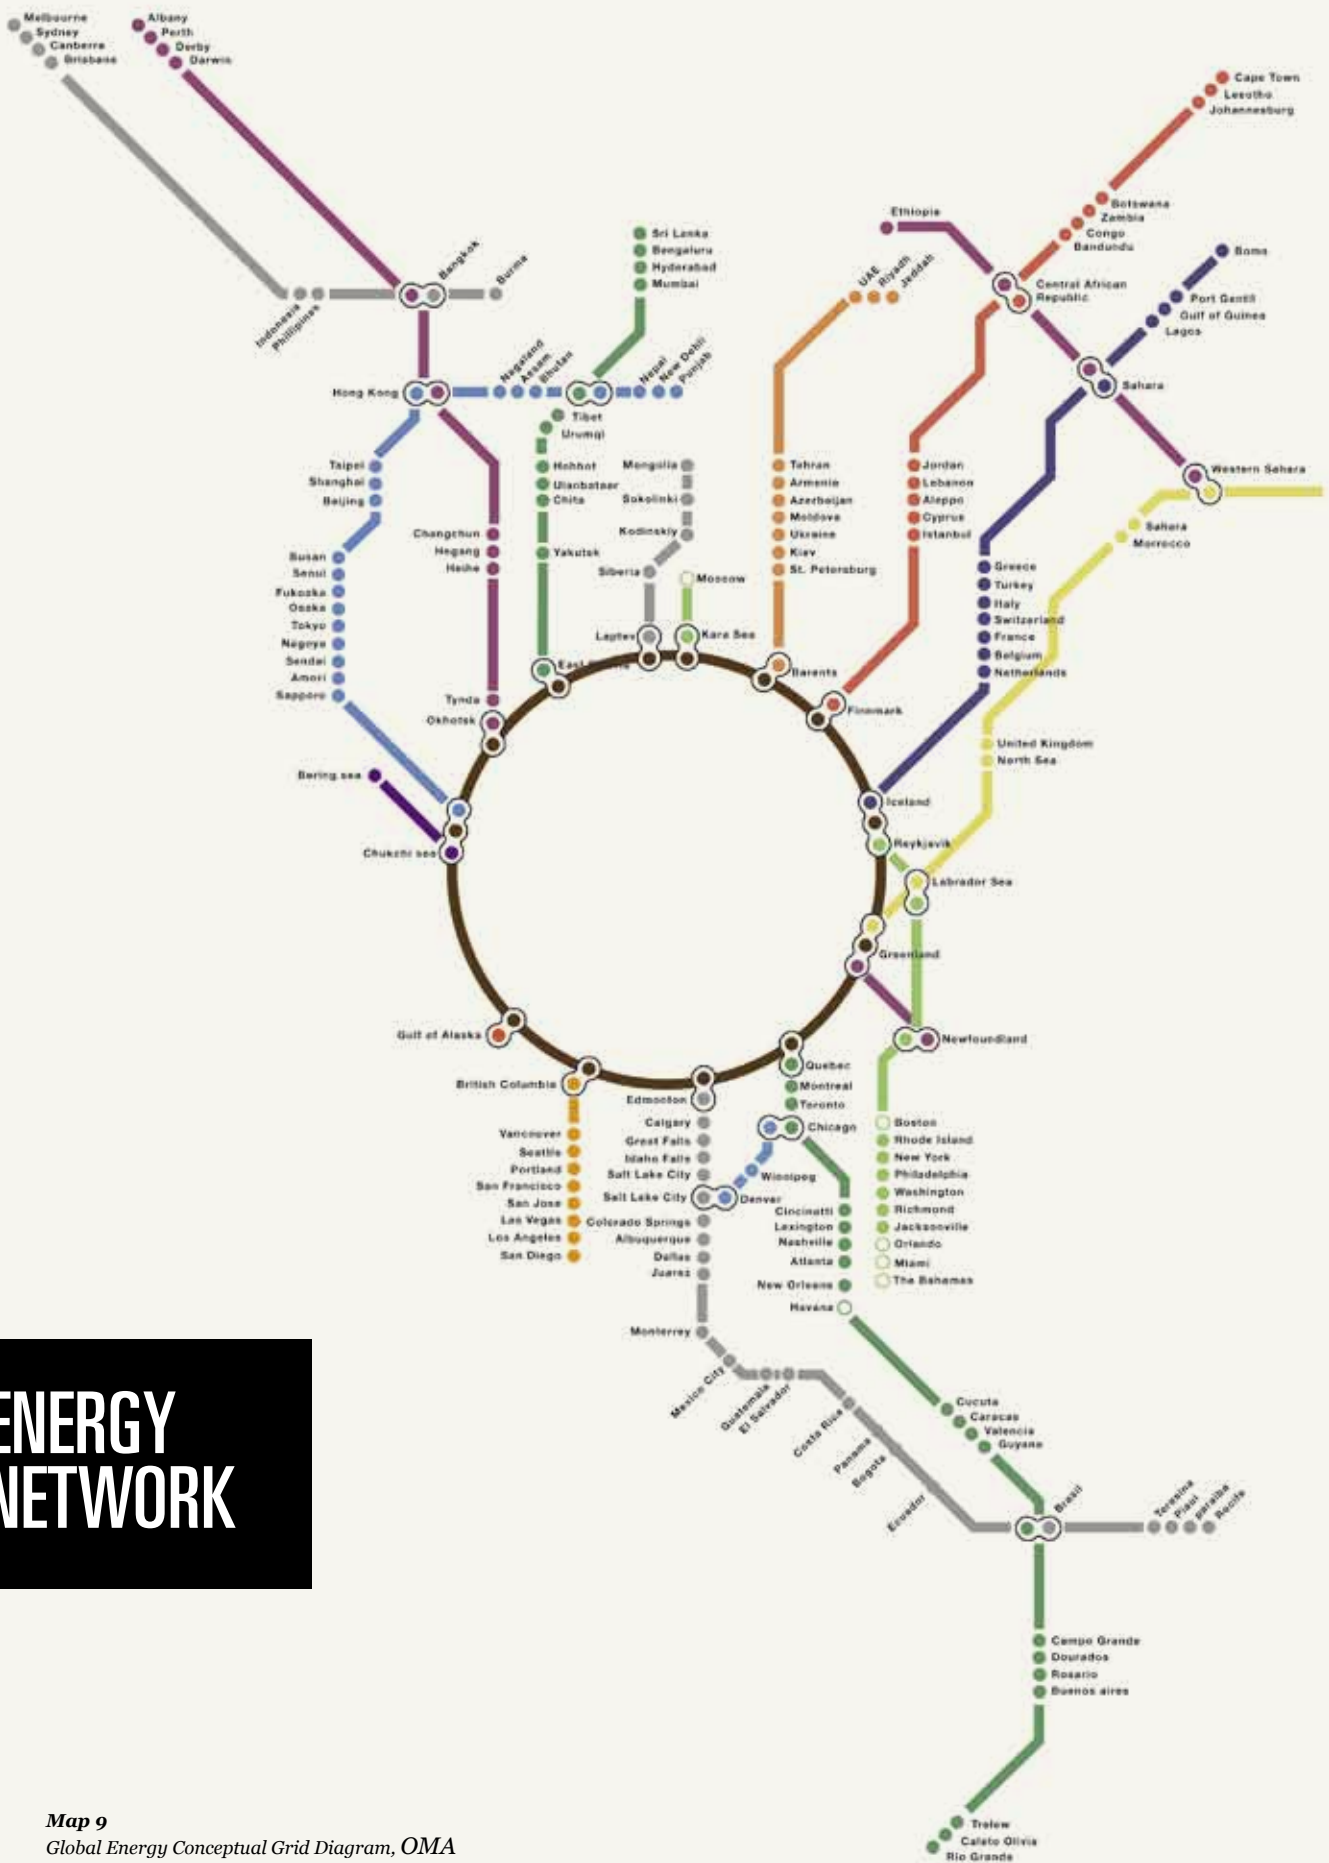 Melbourne
Sydney
Canberra
Brisbane
Albany
Perth
Derby
Darwin
Cape Town
Lesotho
Johannesburg
Botswana
Zambia
Congo
Bandundu
Ethiopia
Central African
Republic
Boma
Port Gentil
Gulf of Guinea
Lagos
Sahara
Western Sahara
Sahara
Morrocco
Sri Lanka
Bengaluru
Hyderabad
Mumbai
UAE
Riyadh
Jeddah
Bangkok
Burma
Indonesia
Phillipines
Hong Kong
Nagaland
Assam
Bhutan
Nepal
New Dehli
Punjab
Tibet
Urumqi
Taipei
Shanghai
Beijing
Hohhot
Ulanbataar
Chita
Yakutsk
Mongolia
Sokolinki
Kodinskiy
Siberia
Moscow
Laptev
Kara Sea
Tehran
Armenia
Azerbaijan
Moldova
Ukraine
Kiev
St. Petersburg
Jordan
Lebanon
Aleppo
Cyprus
Istanbul
Changchun
Hegang
Heihe
Busan
Seoul
Fukoska
Osaka
Tokyo
Nagoya
Sendai
Amori
Sapporo
Greece
Turkey
Italy
Switzerland
France
Belgium
Netherlands
East
Barents
Finnmark
Tynda
Okhotsk
United Kingdom
North Sea
Bering sea
Iceland
Reykjavik
Chukchi sea
Labrador Sea
Greenland
Gulf of Alaska
Newfoundland
British Columbia
Edmonton
Quebec
Montreal
Toronto
Chicago
Calgary
Great Falls
Idaho Falls
Salt Lake City
Salt Lake City
Denver
Winnipeg
Colorado Springs
Albuquerque
Dallas
Juarez
Vancouver
Seattle
Portland
San Francisco
San Jose
Las Vegas
Los Angeles
San Diego
Boston
Rhode Island
New York
Philadelphia
Washington
Richmond
Jacksonville
Orlando
Miami
The Bahamas
Cincinatti
Lexington
Nashville
Atlanta
New Orleans
Havana
Monterrey
Mexico City
Guatemala
El Salvador
Costa Rica
Panama
Bogota
Ecuador
Cucuta
Caracas
Valencia
Guyane
Brasil
Teresina
Piaui
paraiba
Recife
Campo Grande
Dourados
Rosario
Buenos aires
Trelew
Caleto Olivia
Rio Grande
ENERGY
NETWORK
Map 9
Global Energy Conceptual Grid Diagram, OMA